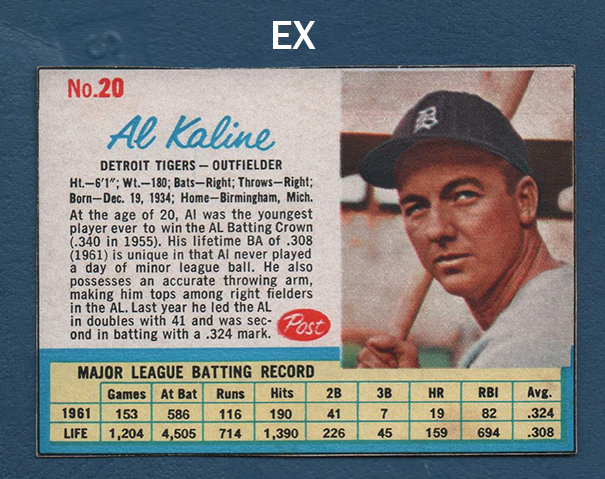 EX
No.20
Al Kaline
DETROIT TIGERS — OUTFIELDER
Ht.—6'1"; Wt.—180; Bats—Right; Throws—Right;
Born—Dec. 19, 1934; Home—Birmingham, Mich.
At the age of 20, Al was the youngest
player ever to win the AL Batting Crown
(.340 in 1955). His lifetime BA of .308
(1961) is unique in that Al never played
a day of minor league ball. He also
possesses an accurate throwing arm,
making him tops among right fielders
in the AL. Last year he led the AL
in doubles with 41 and was sec-
ond in batting with a .324 mark.
Post
B
MAJOR LEAGUE BATTING RECORD
Games At Bat Runs Hits 2B 3B HR RBI Avg.
1961 153 586 116 190 41 7 19 82 .324
LIFE 1,204 4,505 714 1,390 226 45 159 694 .308